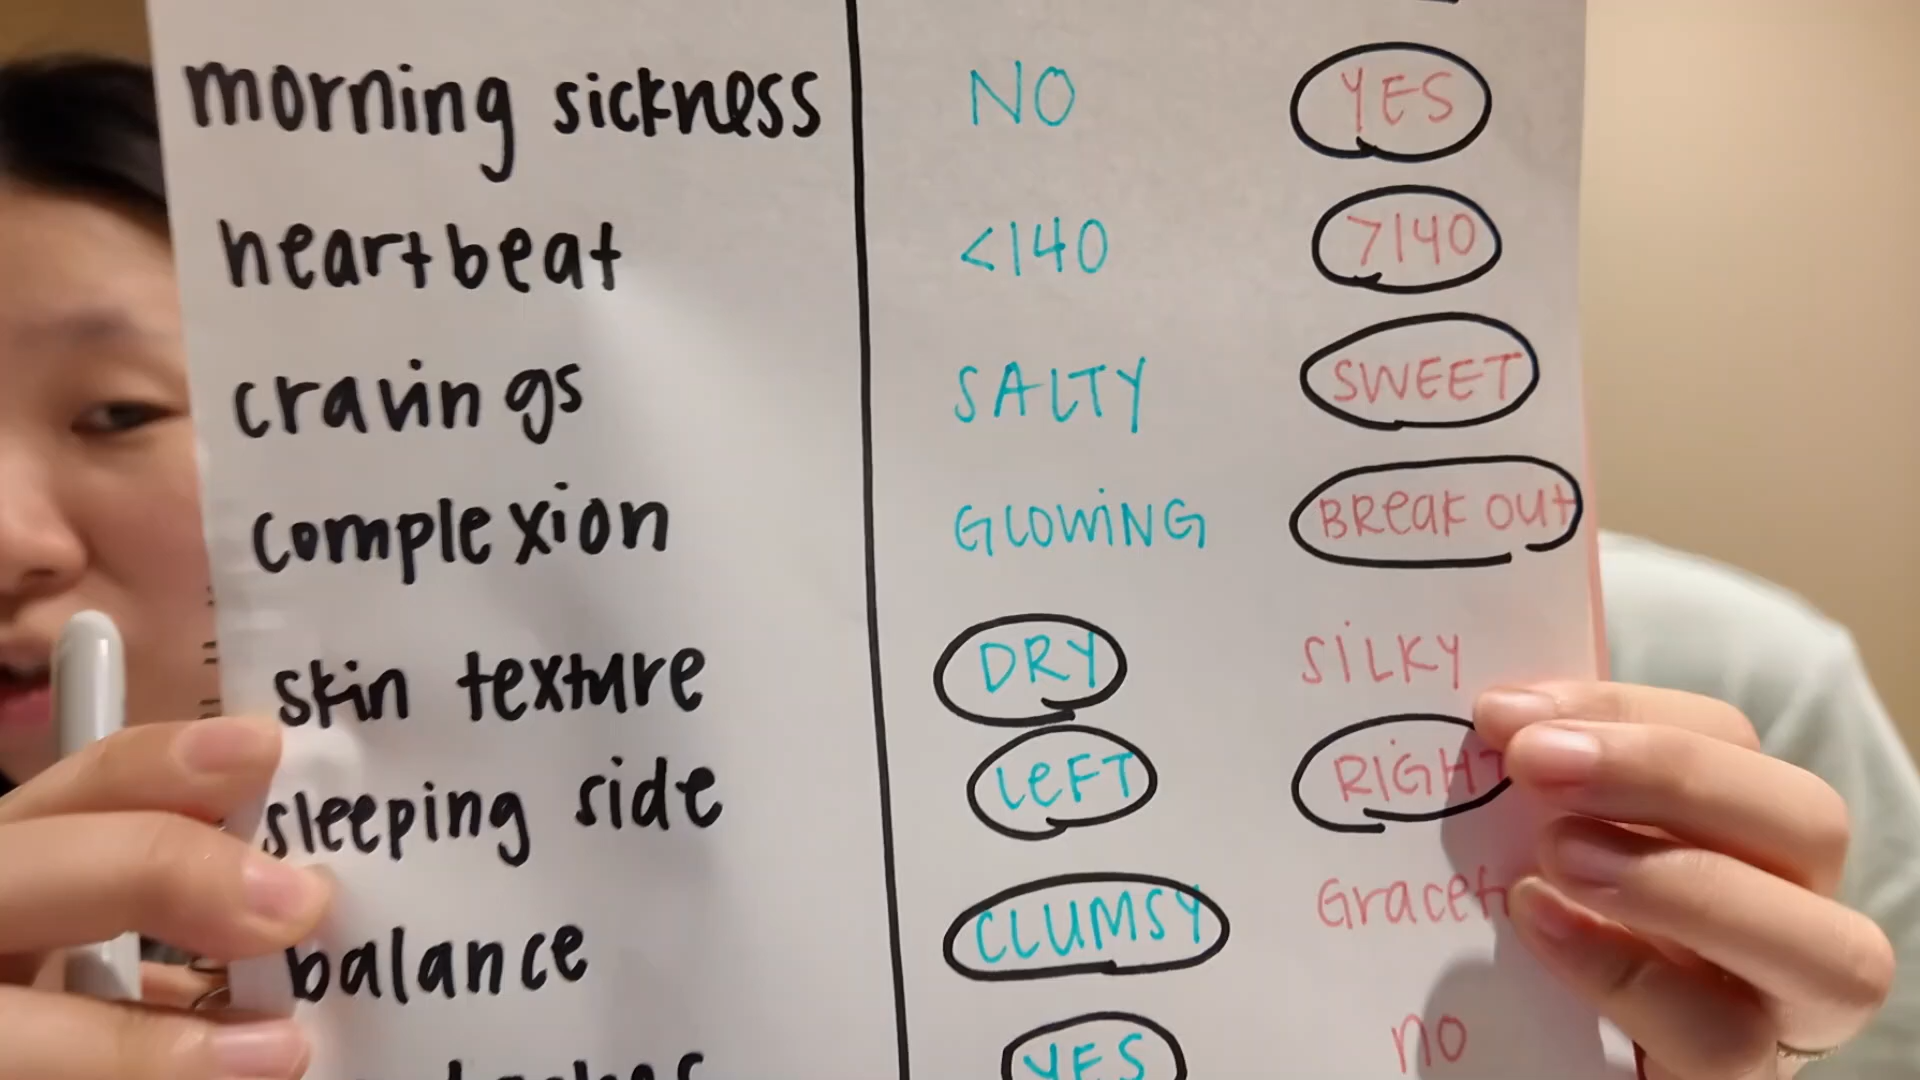 morning sickness NO YES
heartbeat <140 >140
cravings SALTY SWEET
complexion GLOWING BREAK OUT
skin texture DRY SILKY
sleeping side LEFT RIGHT
balance CLUMSY
YES no